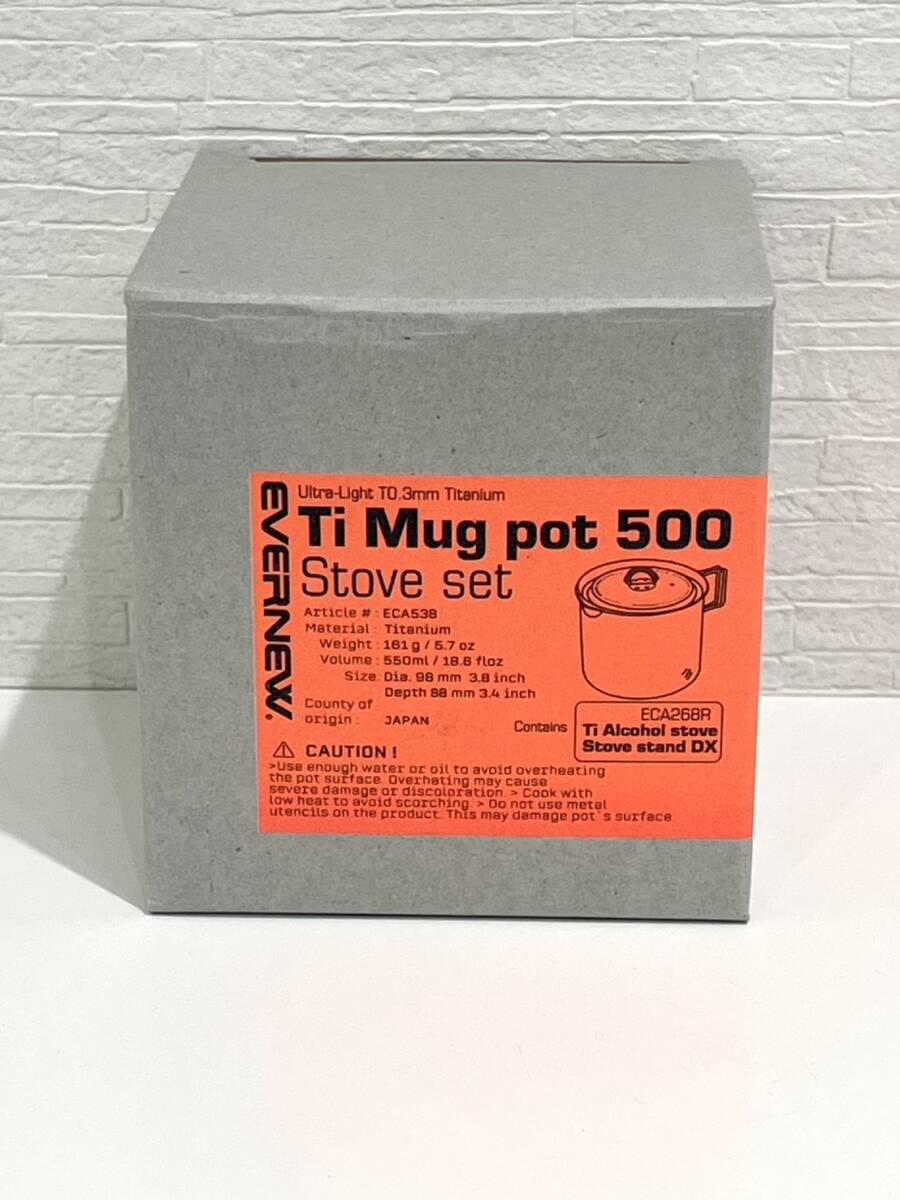 EVERNEW
Ultra-Light T0.3mm Titanium
Ti Mug pot 500
Stove set
Article # : ECA538
Material : Titanium
Weight : 161 g / 5.7 oz
Volume : 550ml / 18.6 floz
Size: Dia. 98 mm 3.8 inch
Depth 88 mm 3.4 inch
County of
origin : JAPAN
Contains
ECA268R
Ti Alcohol stove
Stove stand DX
⚠ CAUTION !
>Use enough water or oil to avoid overheating
the pot surface. Overhating may cause
severe damage or discoloration. > Cook with
low heat to avoid scorching. > Do not use metal
utencils on the product. This may damage pot`s surface.